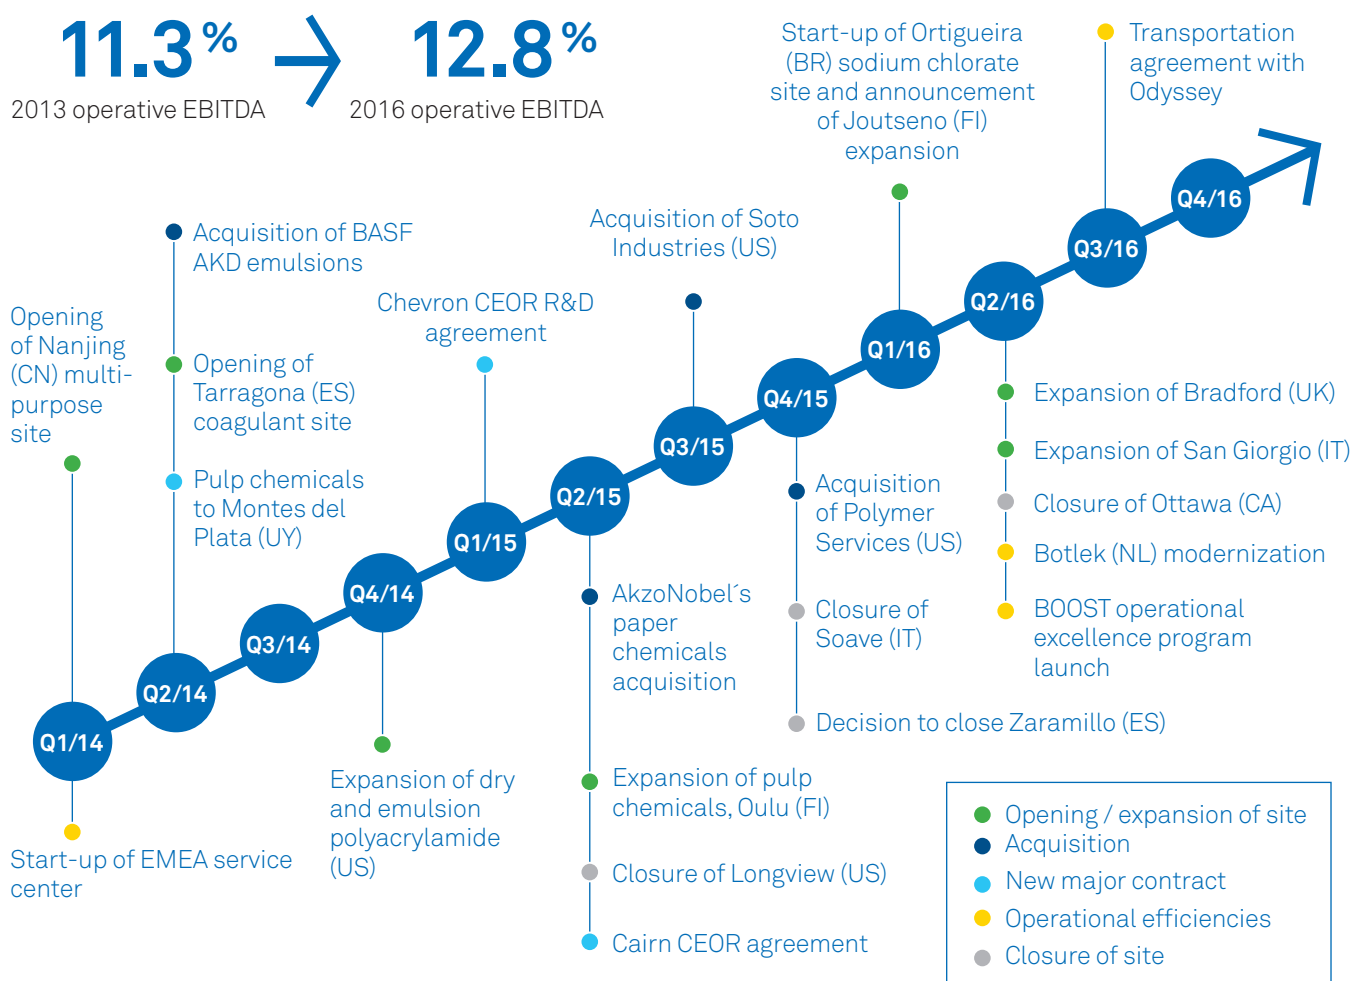 11.3%
2013 operative EBITDA
12.8%
2016 operative EBITDA
Start-up of Ortigueira
(BR) sodium chlorate
site and announcement
of Joutseno (FI)
expansion
Transportation
agreement with
Odyssey
Acquisition of BASF
AKD emulsions
Acquisition of Soto
Industries (US)
Opening
of Nanjing
(CN) multi-
purpose
site
Opening of
Tarragona (ES)
coagulant site
Pulp chemicals
to Montes del
Plata (UY)
Chevron CEOR R&D
agreement
Q1/14
Q2/14
Q3/14
Q4/14
Q1/15
Q2/15
Q3/15
Q4/15
Q1/16
Q2/16
Q3/16
Q4/16
Start-up of EMEA service
center
Expansion of dry
and emulsion
polyacrylamide
(US)
AkzoNobel´s
paper
chemicals
acquisition
Expansion of pulp
chemicals, Oulu (FI)
Closure of Longview (US)
Cairn CEOR agreement
Acquisition
of Polymer
Services (US)
Closure of
Soave (IT)
Decision to close Zaramillo (ES)
Expansion of Bradford (UK)
Expansion of San Giorgio (IT)
Closure of Ottawa (CA)
Botlek (NL) modernization
BOOST operational
excellence program
launch
Opening / expansion of site
Acquisition
New major contract
Operational efficiencies
Closure of site